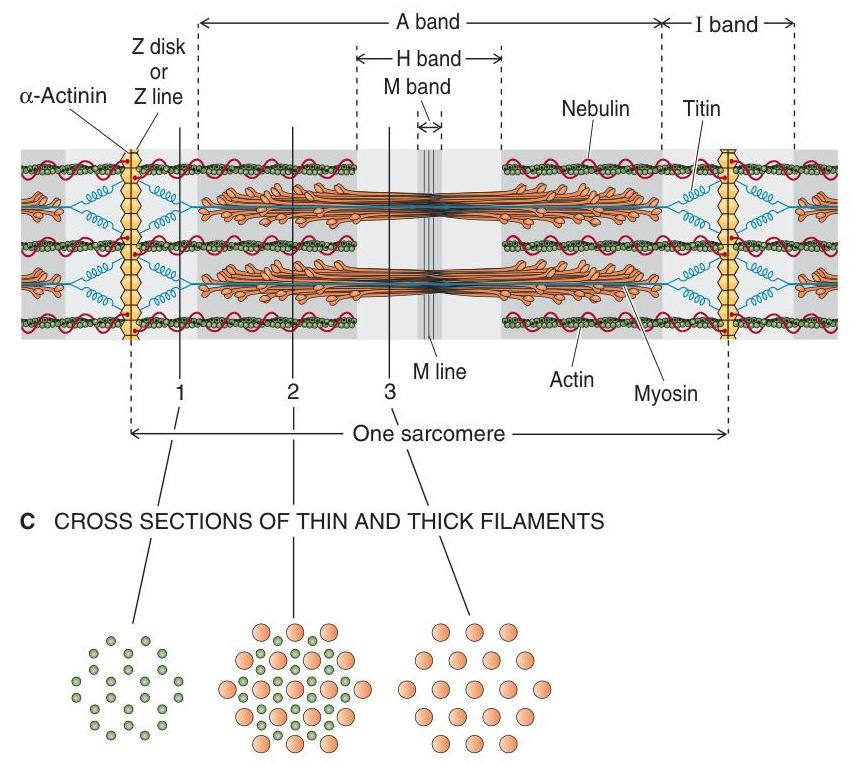 A band
I band
Z disk
or
Z line
H band
M band
α-Actinin
Nebulin
Titin
M line
Actin
Myosin
1
2
3
One sarcomere
C CROSS SECTIONS OF THIN AND THICK FILAMENTS